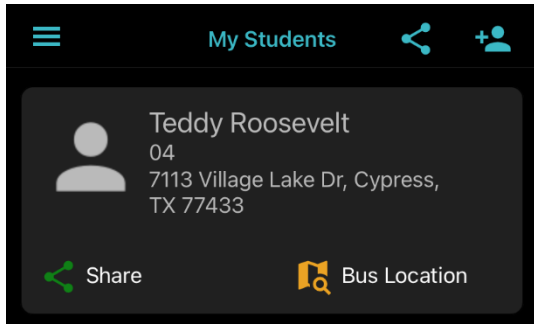 My Students
Teddy Roosevelt
04
7113 Village Lake Dr, Cypress,
TX 77433
Share
Bus Location